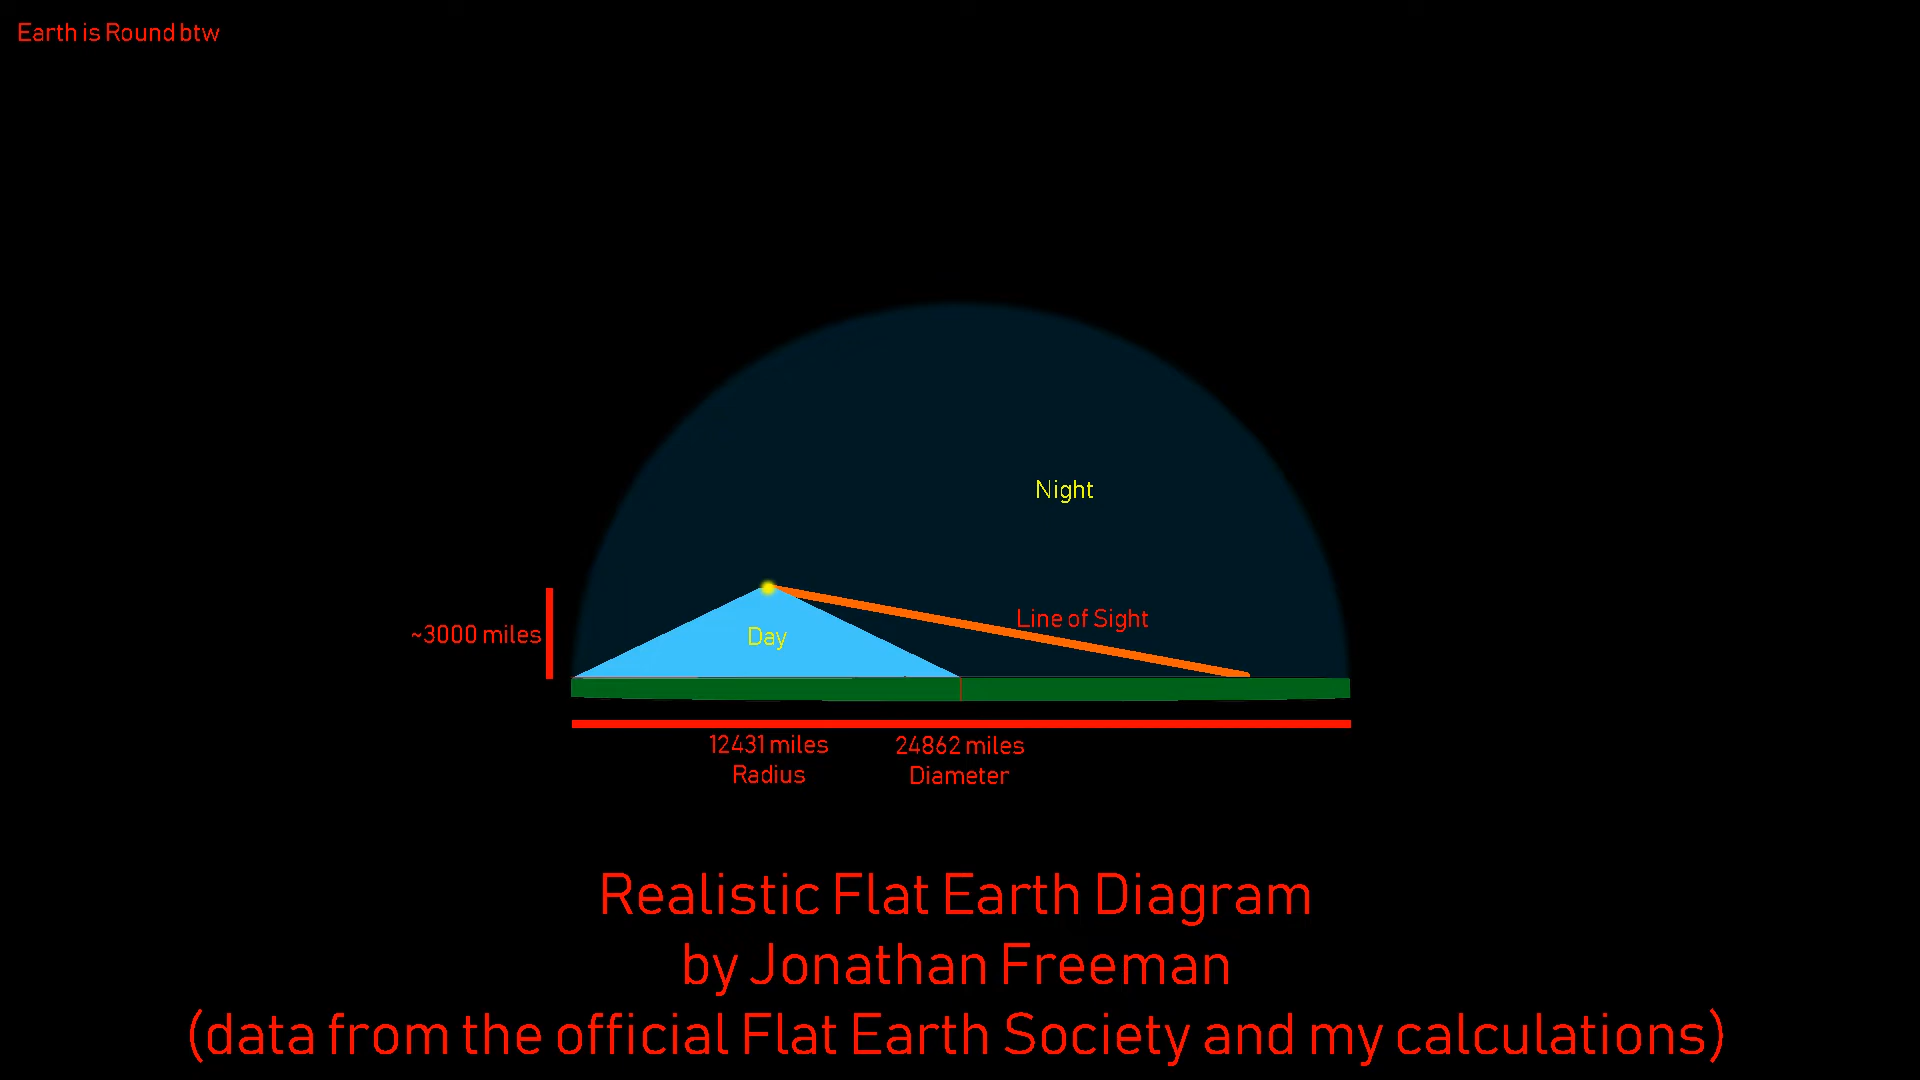 Earth is Round btw
Night
Line of Sight
~3000 miles
Day
12431 miles
Radius
24862 miles
Diameter
Realistic Flat Earth Diagram
by Jonathan Freeman
(data from the official Flat Earth Society and my calculations)